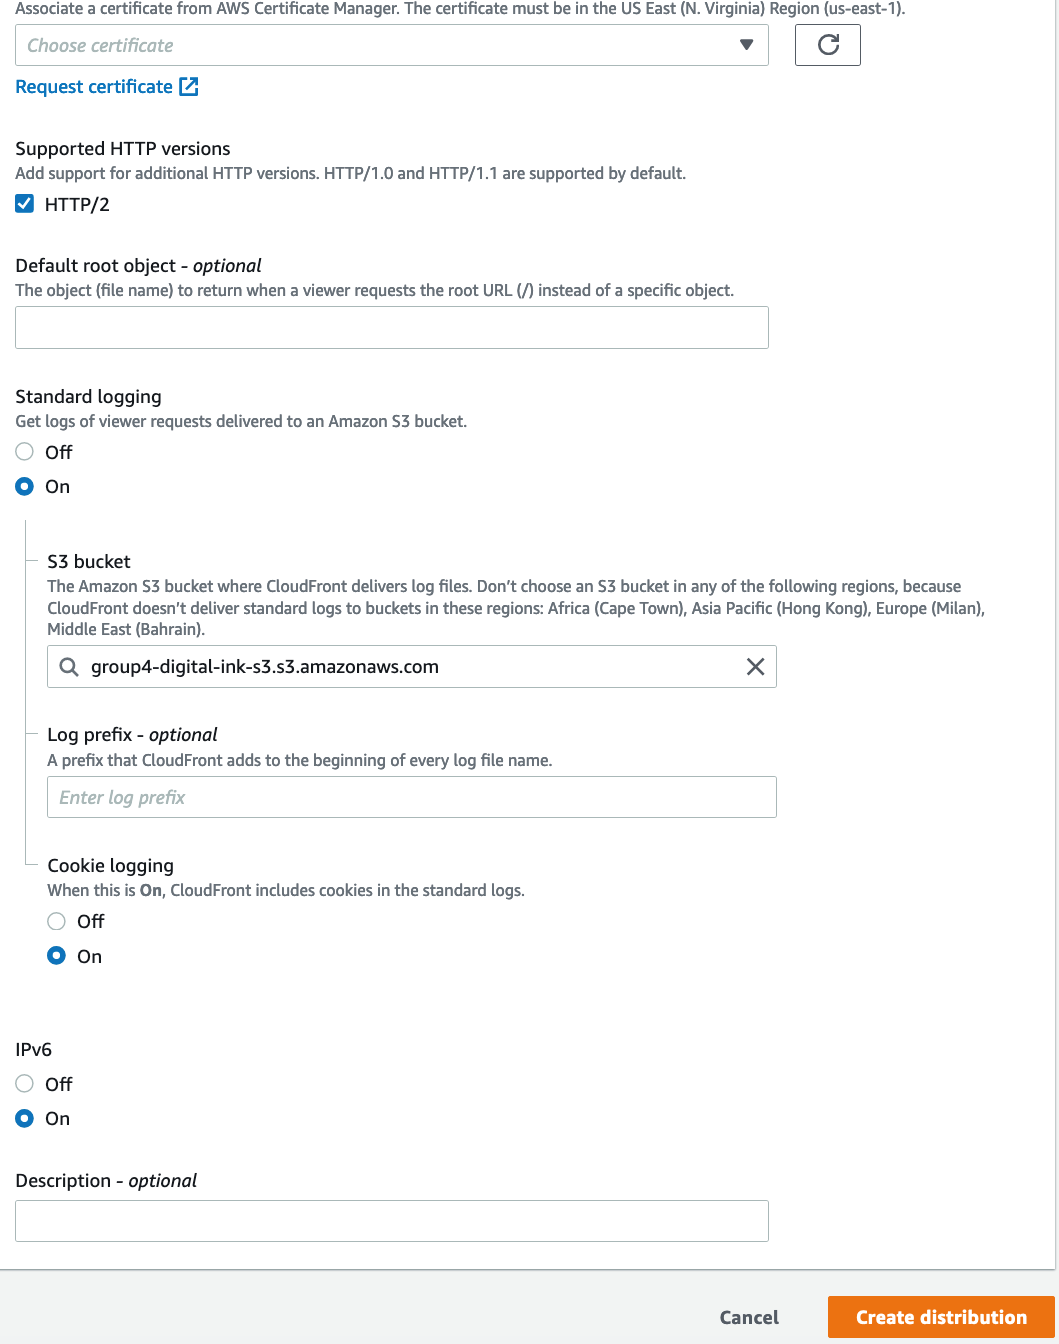 Associate a certificate from AWS Certificate Manager. The certificate must be in the US East (N. Virginia) Region (us-east-1).
Choose certificate
Request certificate
Supported HTTP versions
Add support for additional HTTP versions. HTTP/1.0 and HTTP/1.1 are supported by default.
HTTP/2
Default root object - optional
The object (file name) to return when a viewer requests the root URL (/) instead of a specific object.
Standard logging
Get logs of viewer requests delivered to an Amazon S3 bucket.
Off
On
S3 bucket
The Amazon S3 bucket where CloudFront delivers log files. Don’t choose an S3 bucket in any of the following regions, because
CloudFront doesn’t deliver standard logs to buckets in these regions: Africa (Cape Town), Asia Pacific (Hong Kong), Europe (Milan),
Middle East (Bahrain).
group4-digital-ink-s3.s3.amazonaws.com
Log prefix - optional
A prefix that CloudFront adds to the beginning of every log file name.
Enter log prefix
Cookie logging
When this is On, CloudFront includes cookies in the standard logs.
Off
On
IPv6
Off
On
Description - optional
Cancel
Create distribution